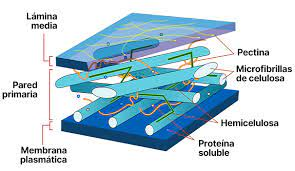 Lámina
media
Pared
primaria
Membrana
plasmática
Pectina
Microfibrillas
de celulosa
Hemicelulosa
Proteína
soluble